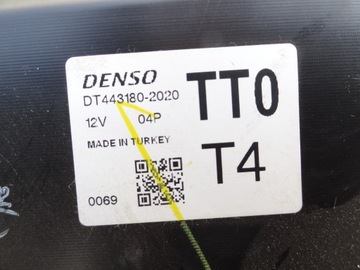 DENSO
DT443180-2020
12V 04P
MADE IN TURKEY
0069
TT0
T4